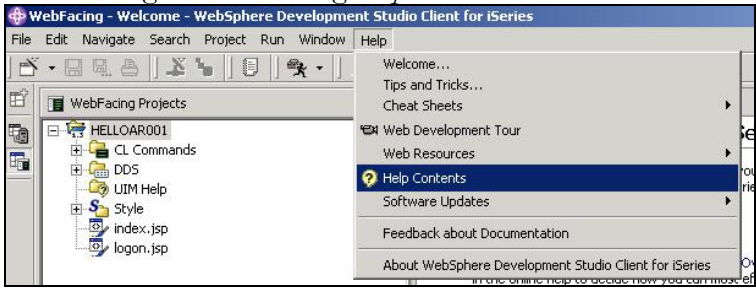 WebFacing - Welcome - WebSphere Development Studio Client for iSeries
File Edit Navigate Search Project Run Window Help
WebFacing Projects
HELLOAR001
CL Commands
DDS
UIM Help
Style
index.jsp
logon.jsp
Welcome...
Tips and Tricks...
Cheat Sheets
Web Development Tour
Web Resources
Help Contents
Software Updates
Feedback about Documentation
About WebSphere Development Studio Client for iSeries